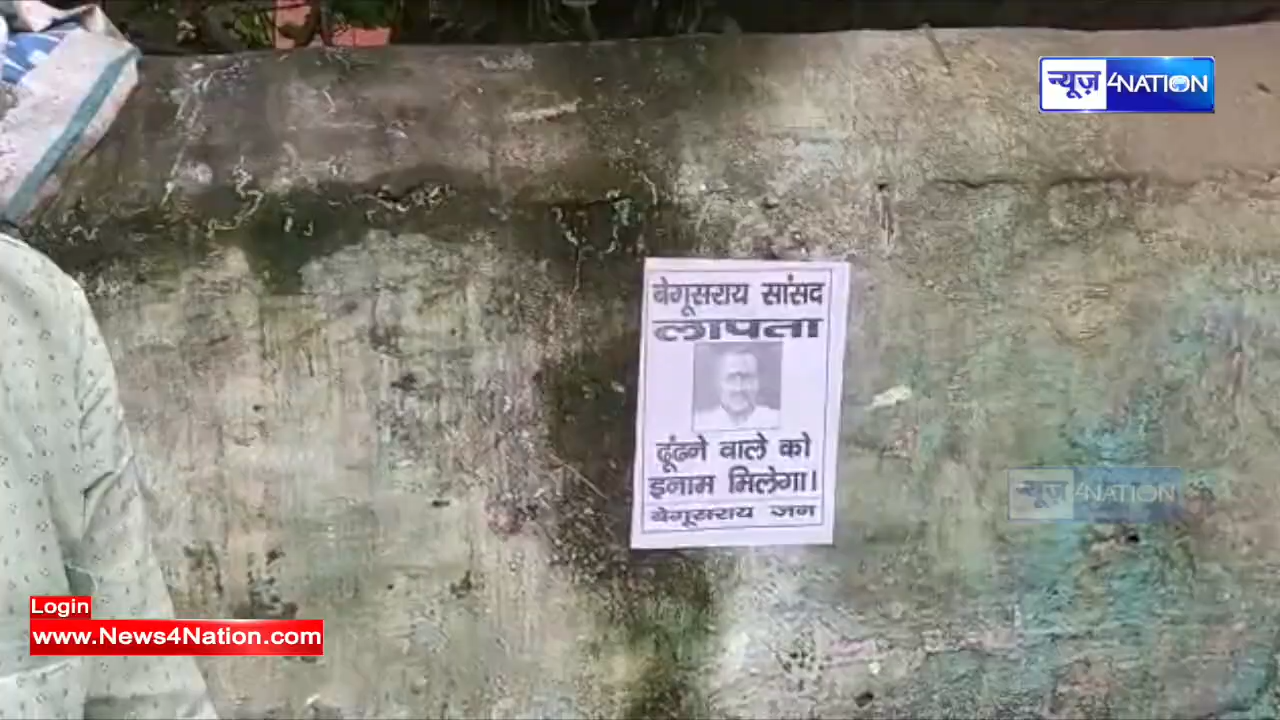 न्यूज़ 4NATION
बेगूसराय सांसद
लापता
ढूंढने वाले को
इनाम मिलेगा।
बेगूसराय जन
न्यूज़ 4NATION
Login
www.News4Nation.com